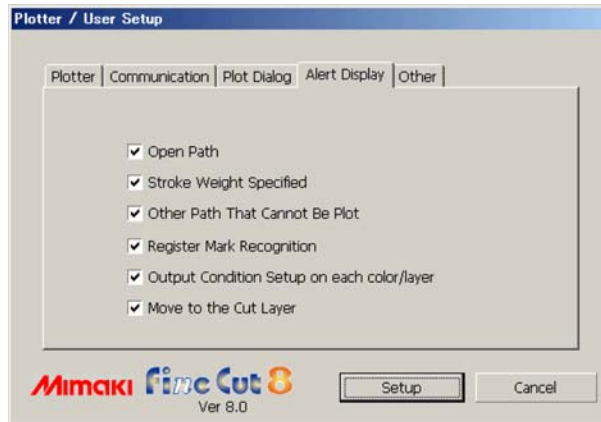 Plotter / User Setup
Plotter Communication Plot Dialog Alert Display Other
Open Path
Stroke Weight Specified
Other Path That Cannot Be Plot
Register Mark Recognition
Output Condition Setup on each color/layer
Move to the Cut Layer
Mimaki Fine Cut 8 Setup Cancel
Ver 8.0